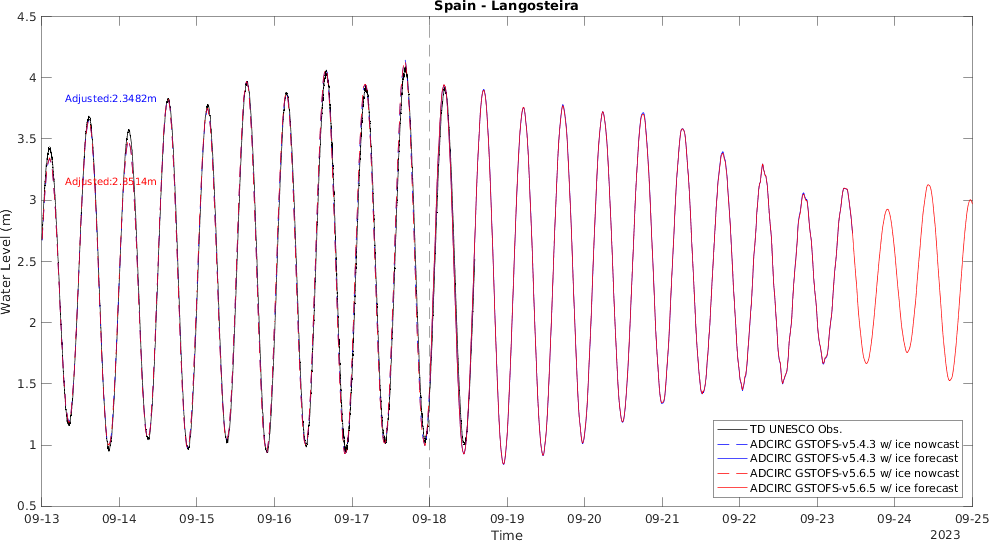 Spain - Langosteira
4.5
4
3.5
3
2.5
2
1.5
1
0.5
Water Level (m)
Adjusted:2.3482m
Adjusted:2.3514m
TD UNESCO Obs.
ADCIRC GSTOFS-v5.4.3 w/ ice nowcast
ADCIRC GSTOFS-v5.4.3 w/ ice forecast
ADCIRC GSTOFS-v5.6.5 w/ ice nowcast
ADCIRC GSTOFS-v5.6.5 w/ ice forecast
09-13 09-14 09-15 09-16 09-17 09-18 09-19 09-20 09-21 09-22 09-23 09-24 09-25
Time
2023